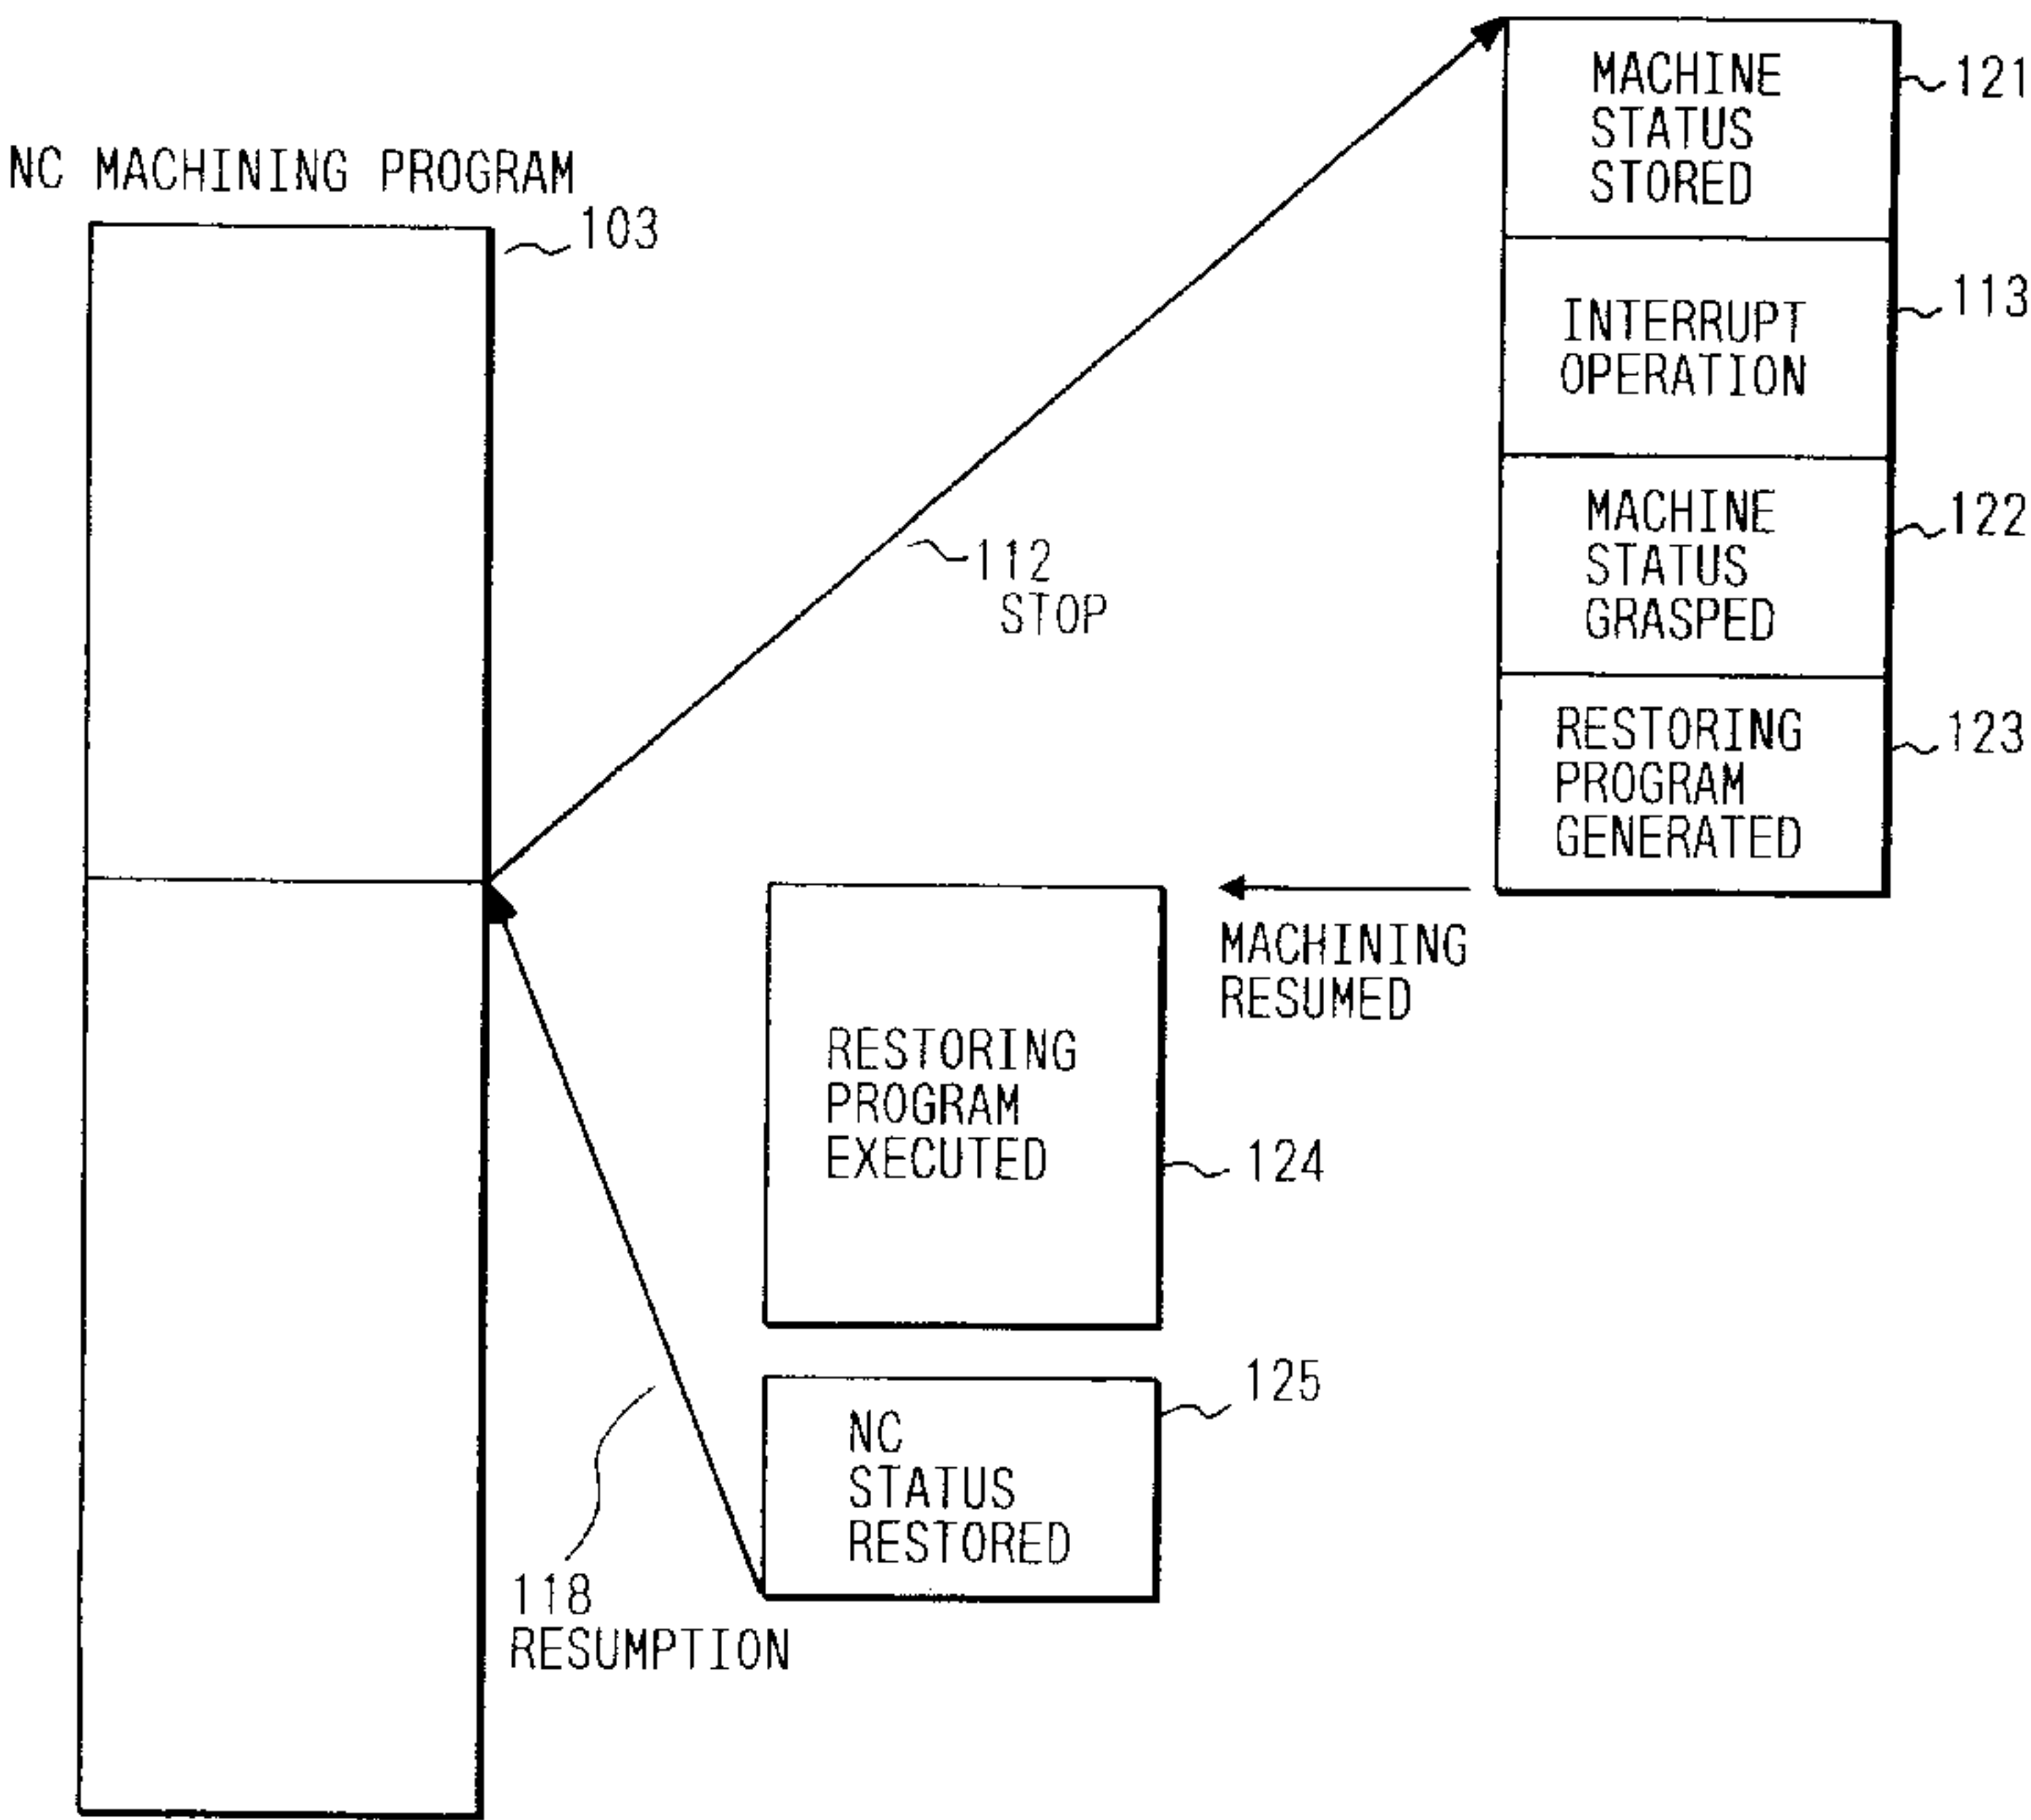 NC MACHINING PROGRAM
103
112
STOP
MACHINE
STATUS
STORED
121
INTERRUPT
OPERATION
113
MACHINE
STATUS
GRASPED
122
RESTORING
PROGRAM
GENERATED
123
MACHINING
RESUMED
RESTORING
PROGRAM
EXECUTED
124
NC
STATUS
RESTORED
125
118
RESUMPTION